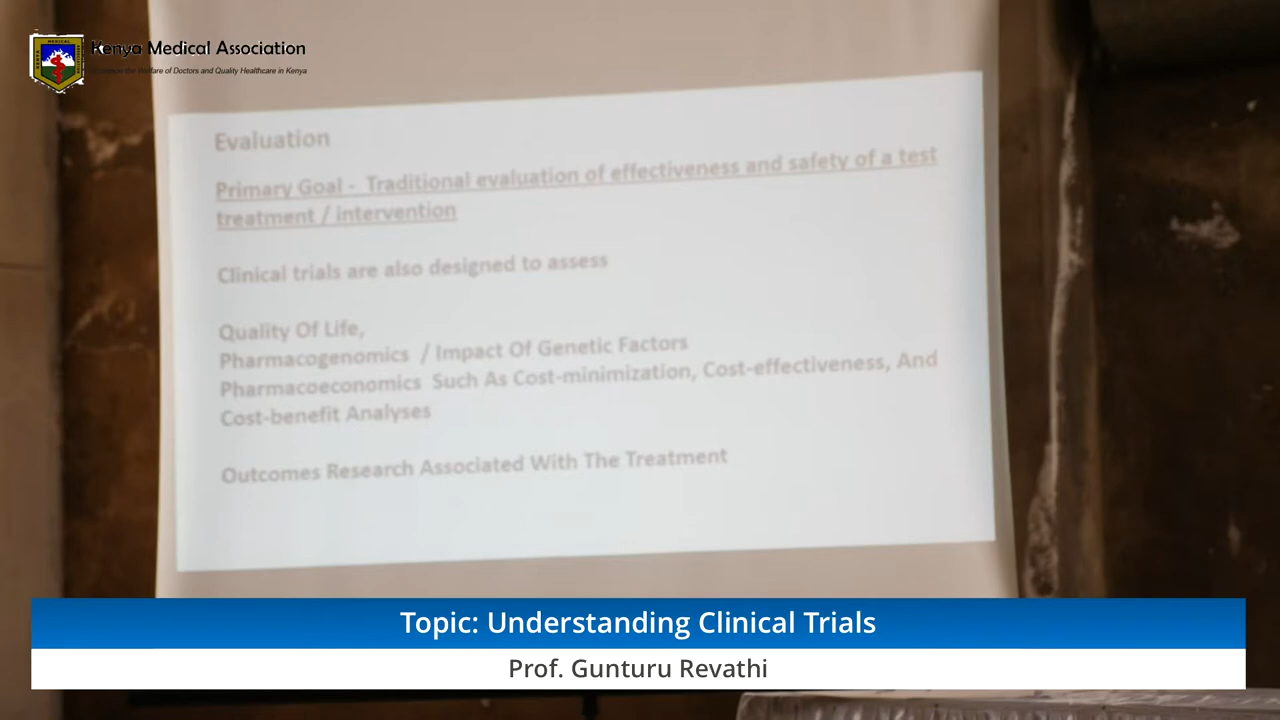 Kenya Medical Association
Evaluation
Primary Goal - Traditional evaluation of effectiveness and safety of a test
treatment / intervention
Clinical trials are also designed to assess
Quality Of Life,
Pharmacogenomics / Impact Of Genetic Factors
Pharmacoeconomics Such As Cost-minimization, Cost-effectiveness, And
Cost-benefit Analyses
Outcomes Research Associated With The Treatment
Topic: Understanding Clinical Trials
Prof. Gunturu Revathi